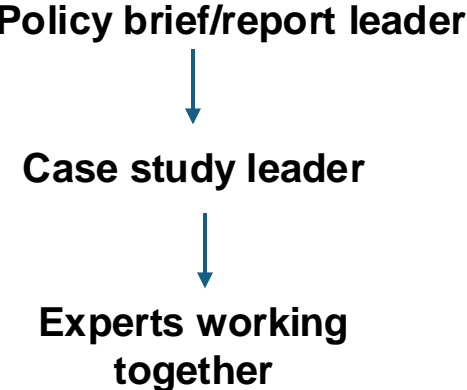 Policy brief/report leader
Case study leader
Experts working
together